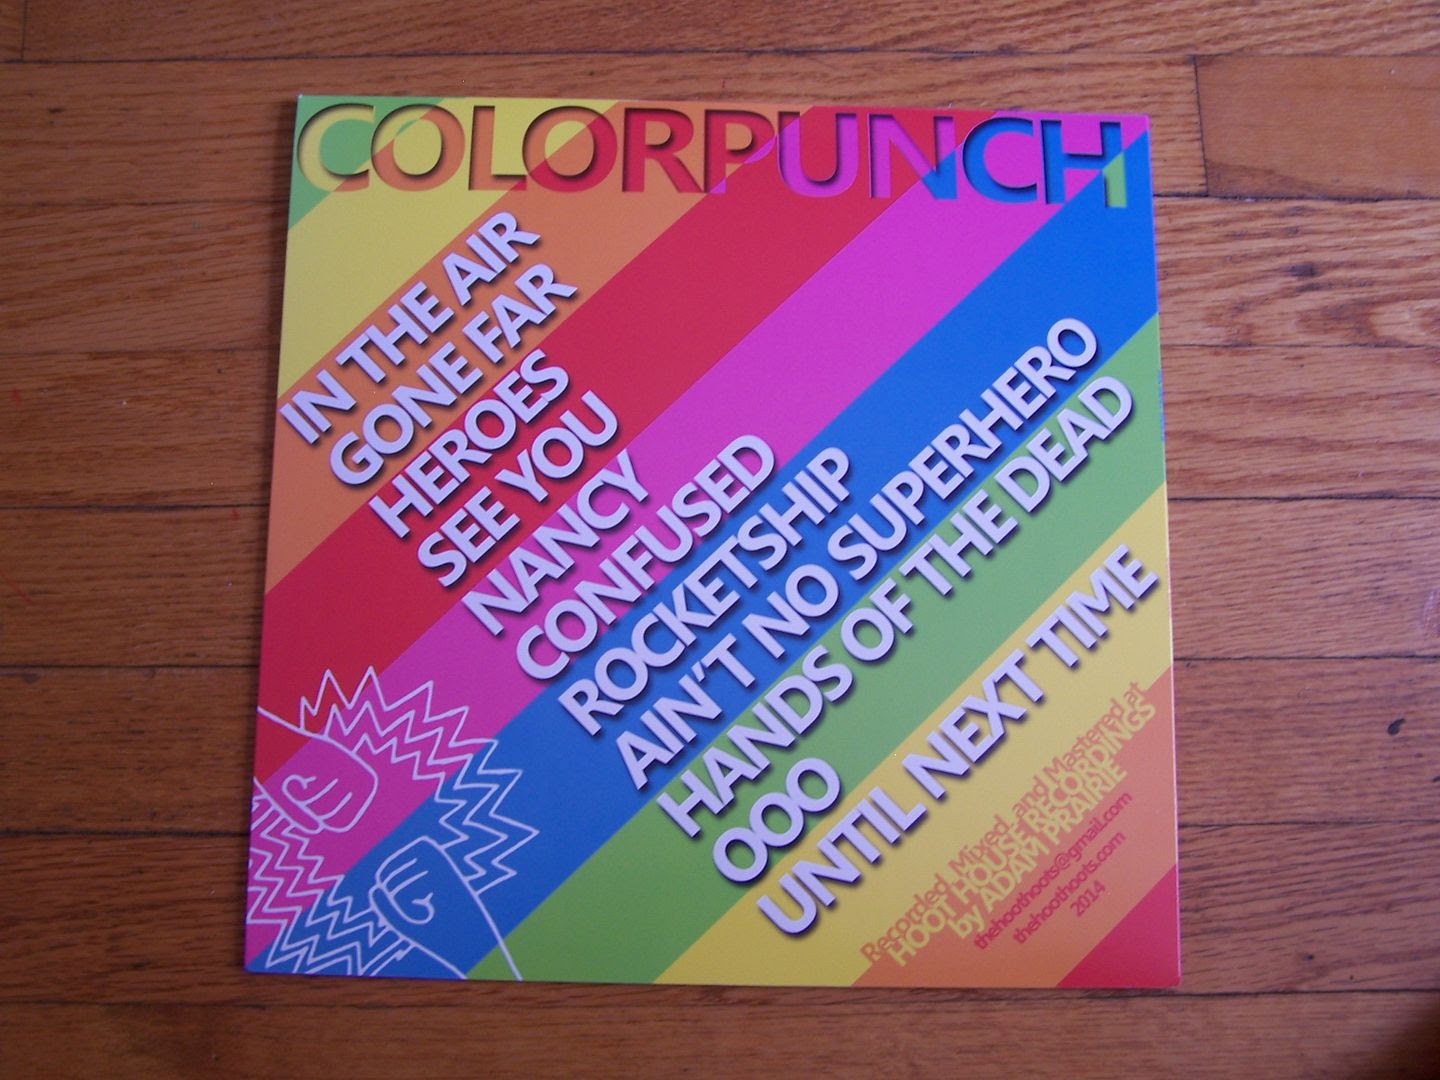 COLORPUNCH
IN THE AIR
GONE FAR
HEROES
SEE YOU
NANCY
CONFUSED
ROCKETSHIP
AIN'T NO SUPERHERO
HANDS OF THE DEAD
OOO
UNTIL NEXT TIME
Recorded, Mixed, and Mastered at
HOOT HOUSE RECORDINGS
by ADAM PRAIRIE
thehoothoots@gmail.com
thehoothoots.com
2014